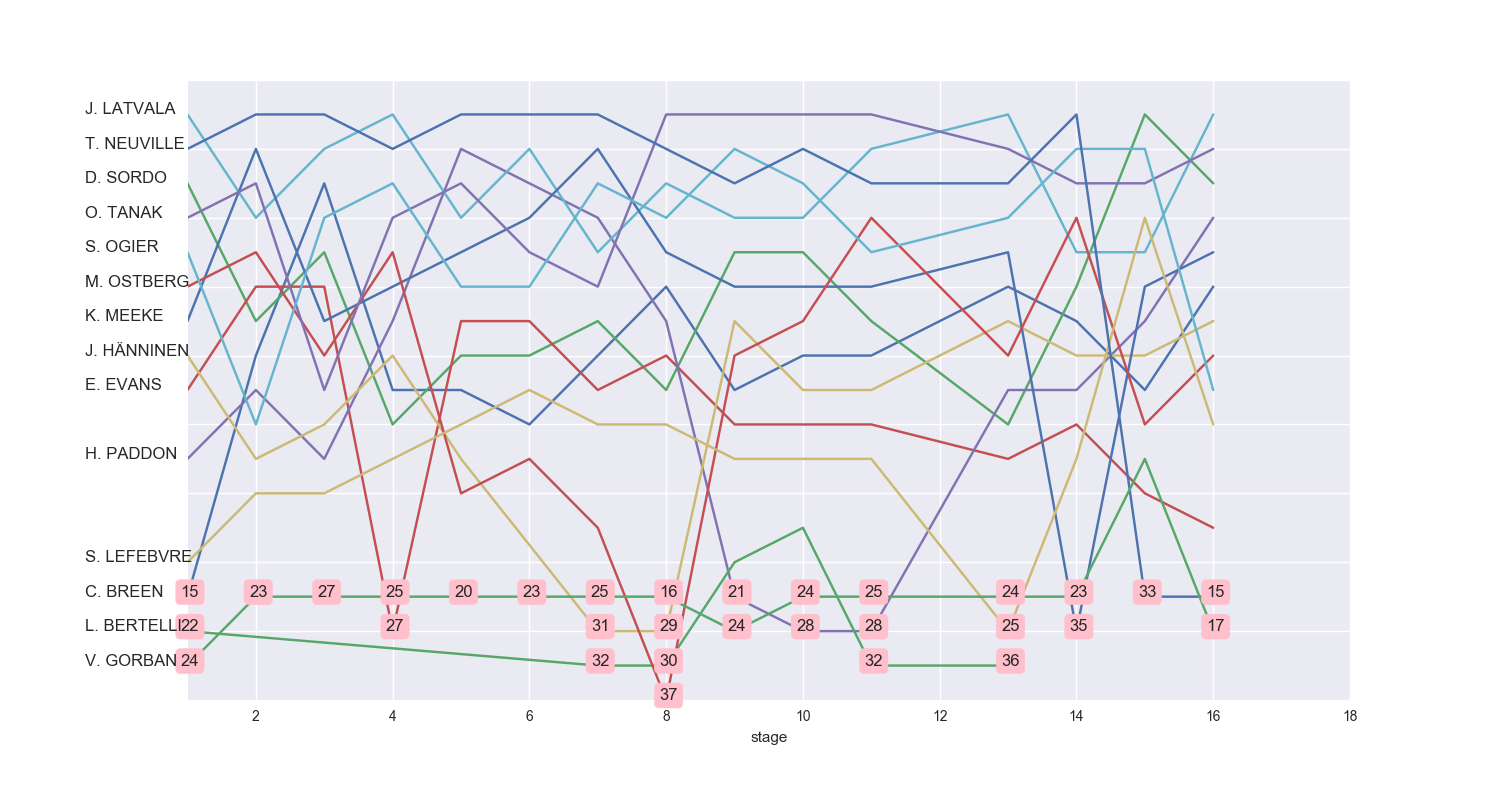 J. LATVALA
T. NEUVILLE
D. SORDO
O. TANAK
S. OGIER
M. OSTBERG
K. MEEKE
J. HÄNNINEN
E. EVANS
H. PADDON
S. LEFEBVRE
C. BREEN 15 23 27 25 20 23 25 16 21 24 25 24 23 33 15
L. BERTELLI 22 27 31 29 24 28 28 25 35 17
V. GORBAN 24 32 30 32 36
37
2 4 6 8 10 12 14 16 18
stage